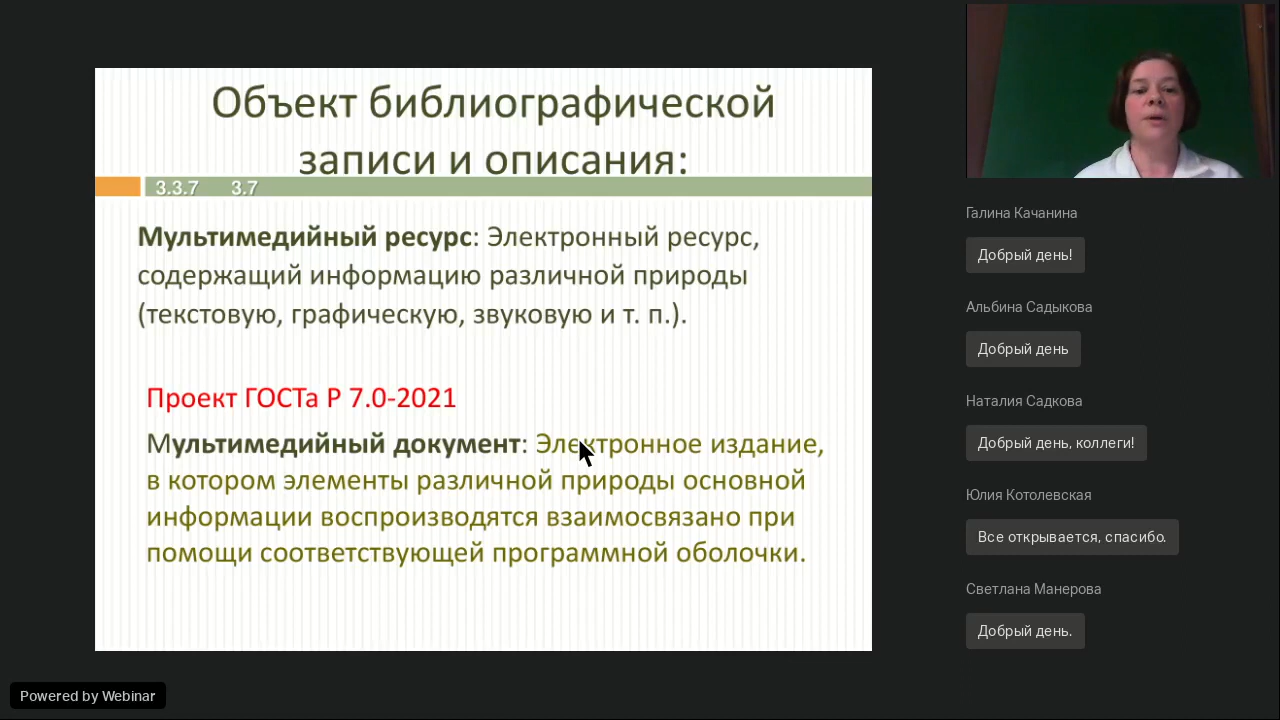 Объект библиографической
записи и описания:
3.3.7 3.7
Мультимедийный ресурс: Электронный ресурс,
содержащий информацию различной природы
(текстовую, графическую, звуковую и т. п.).
Проект ГОСТа Р 7.0-2021
Мультимедийный документ: Электронное издание,
в котором элементы различной природы основной
информации воспроизводятся взаимосвязано при
помощи соответствующей программной оболочки.
Галина Качанина
Добрый день!
Альбина Садыкова
Добрый день
Наталия Садкова
Добрый день, коллеги!
Юлия Котолевская
Все открывается, спасибо.
Светлана Манерова
Добрый день.
Powered by Webinar